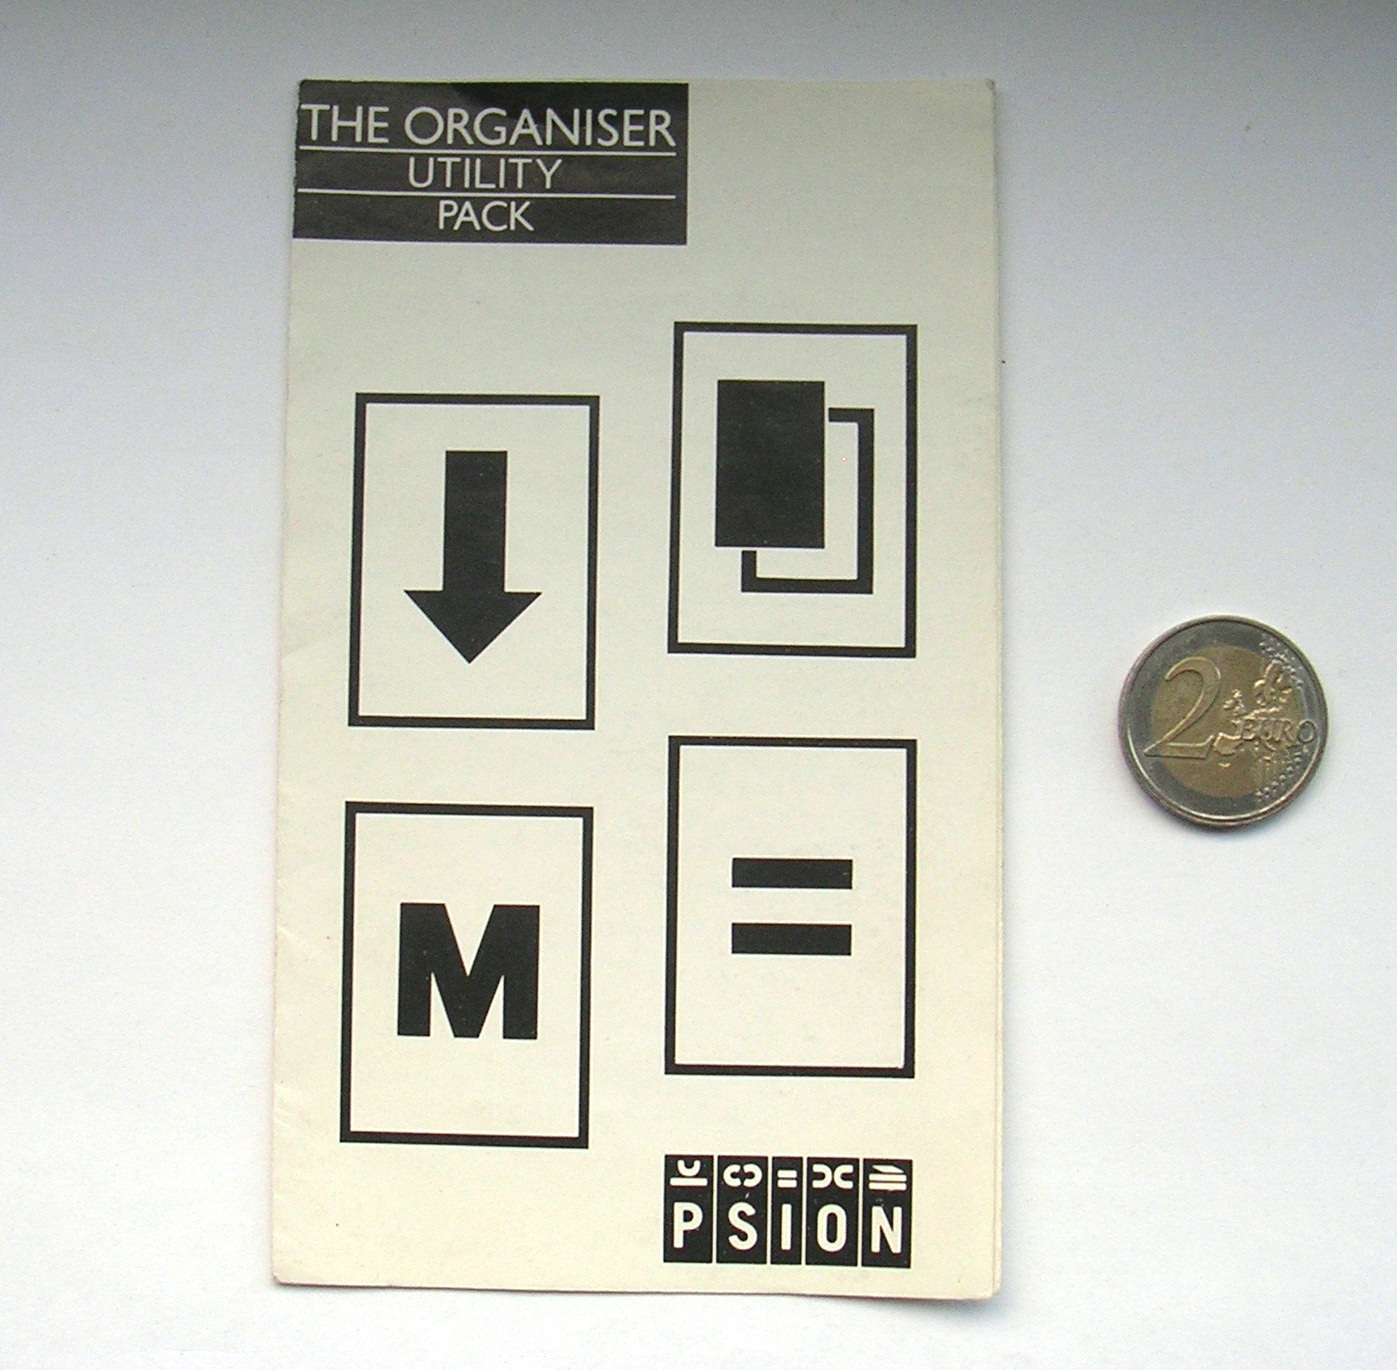 THE ORGANISER
UTILITY
PACK
M
=
PSION
2 EURO